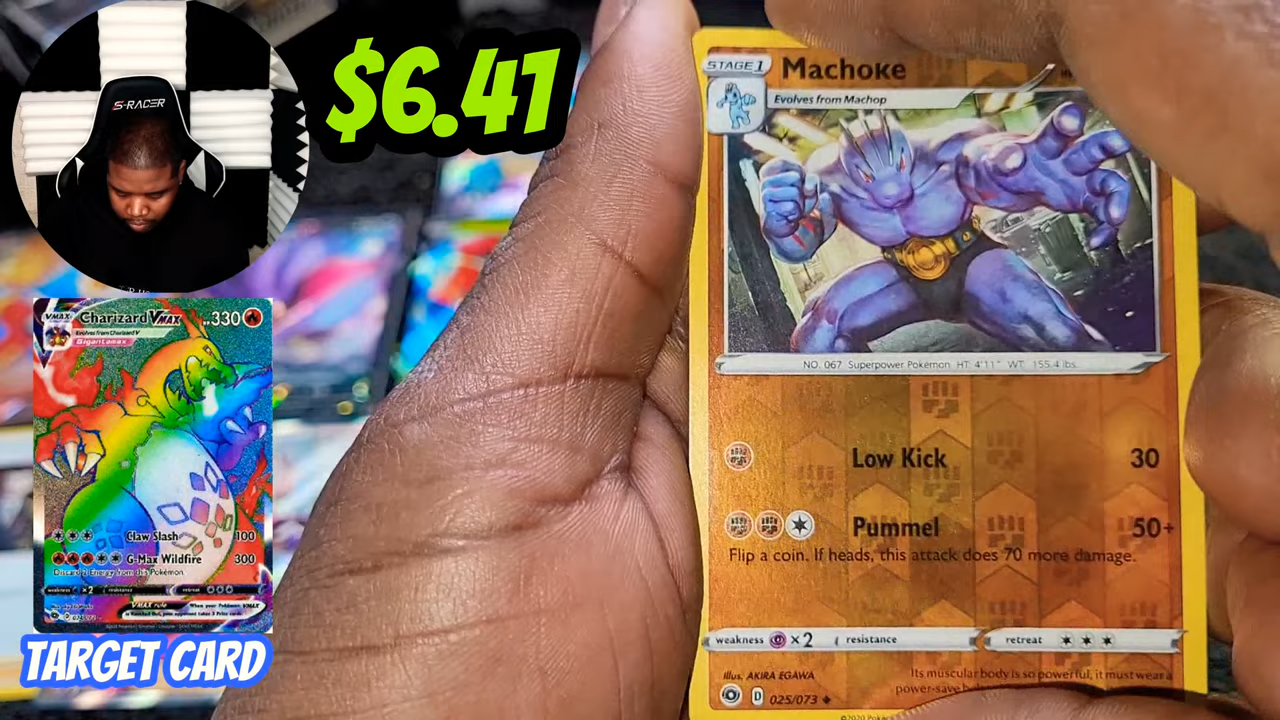 S-RACER
$6.41
VMAX Charizard VMAX 330
Evolves from Charizard V
Gigantamax
Claw Slash 100
G-Max Wildfire 300
Discard 2 Energy from this Pokémon.
weakness ×2 resistance retreat
VMAX rule When your Pokémon VMAX
is Knocked Out, your opponent takes 3 Prize cards.
TARGET CARD
STAGE 1 Machoke
Evolves from Machop
NO. 067 Superpower Pokémon HT: 4'11" WT: 155.4 lbs.
Low Kick 30
Pummel 50+
Flip a coin. If heads, this attack does 70 more damage.
weakness ×2 resistance retreat
Illus. AKIRA EGAWA
Its muscular body is so powerful, it must wear a
power-save
D 025/073
©2020